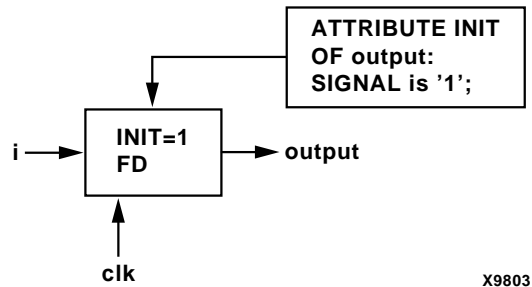 ATTRIBUTE INIT
OF output:
SIGNAL is '1';
INIT=1
FD
i
output
clk
X9803